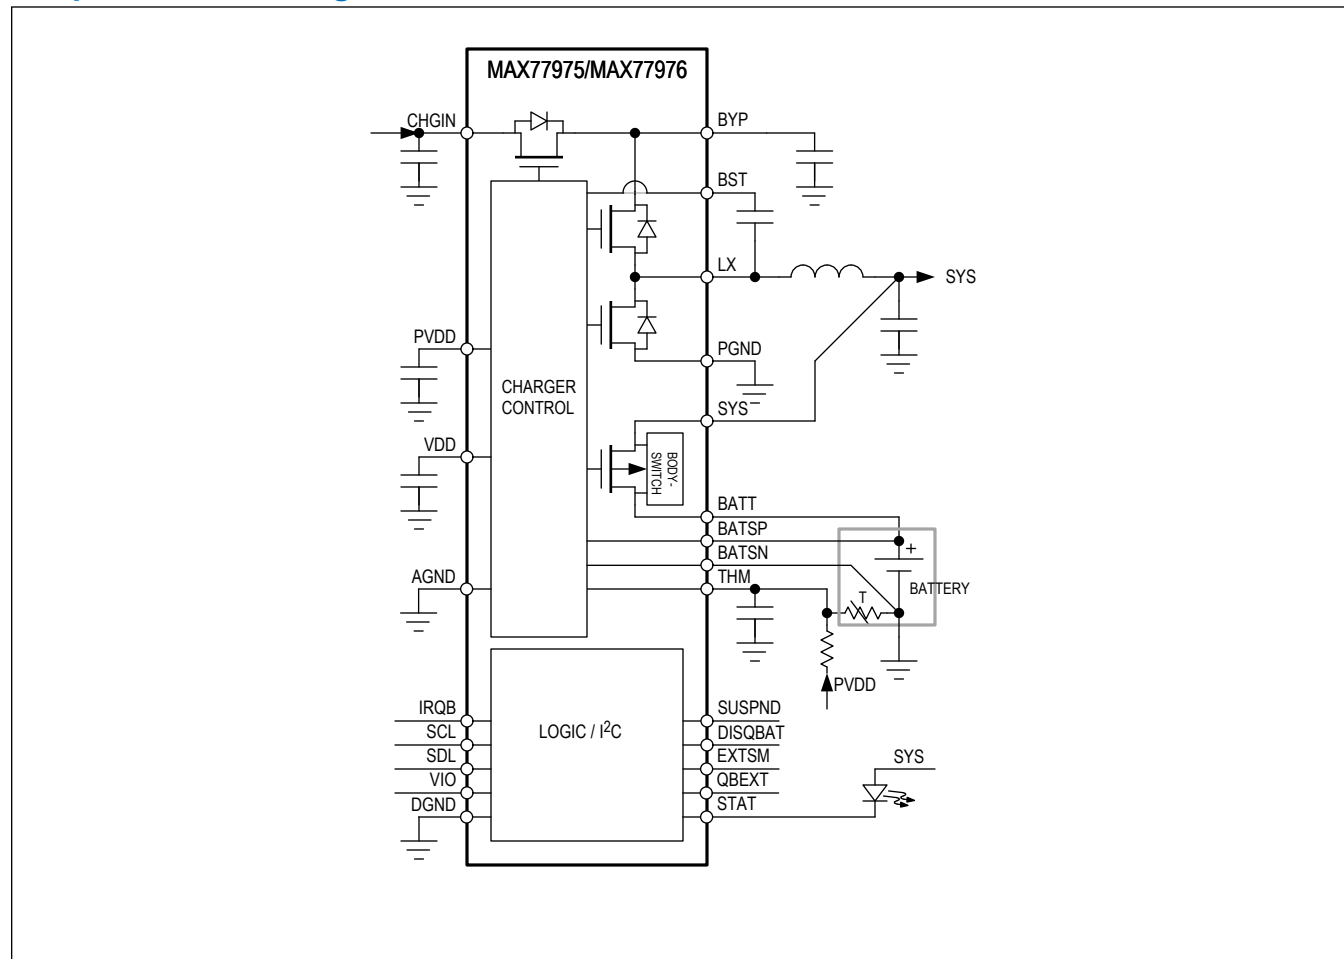 MAX77975/MAX77976
CHGIN
BYP
BST
LX
SYS
PVDD
PGND
CHARGER
CONTROL
SYS
VDD
BODY-
SWITCH
BATT
BATSP
BATSN
THM
AGND
+
T
BATTERY
PVDD
IRQB
SCL
SDL
VIO
DGND
LOGIC / I²C
SUSPND
DISQBAT
EXTSM
QBEXT
STAT
SYS